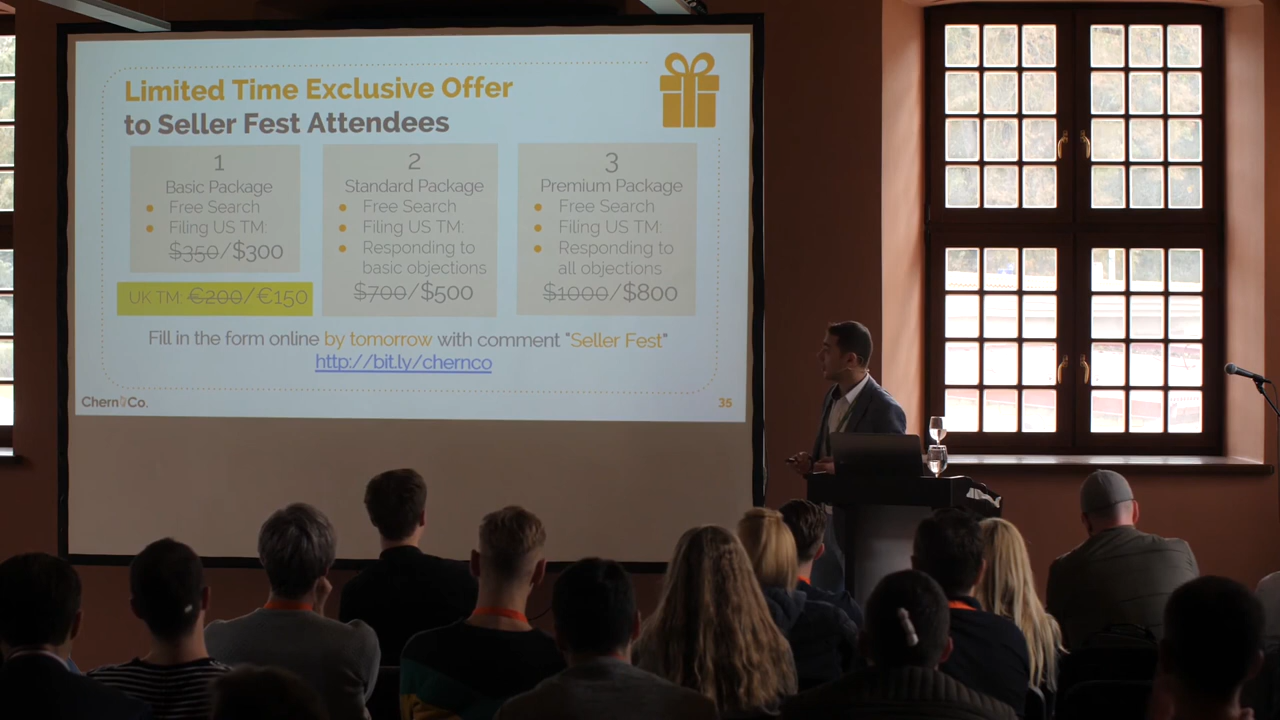 Limited Time Exclusive Offer
to Seller Fest Attendees
1
Basic Package
Free Search
Filing US TM:
$350/$300
UK TM: €200/€150
2
Standard Package
Free Search
Filing US TM:
Responding to
basic objections
$700/$500
3
Premium Package
Free Search
Filing US TM:
Responding to
all objections
$1000/$800
Fill in the form online by tomorrow with comment "Seller Fest"
http://bit.ly/chernco
Chern Co.
35